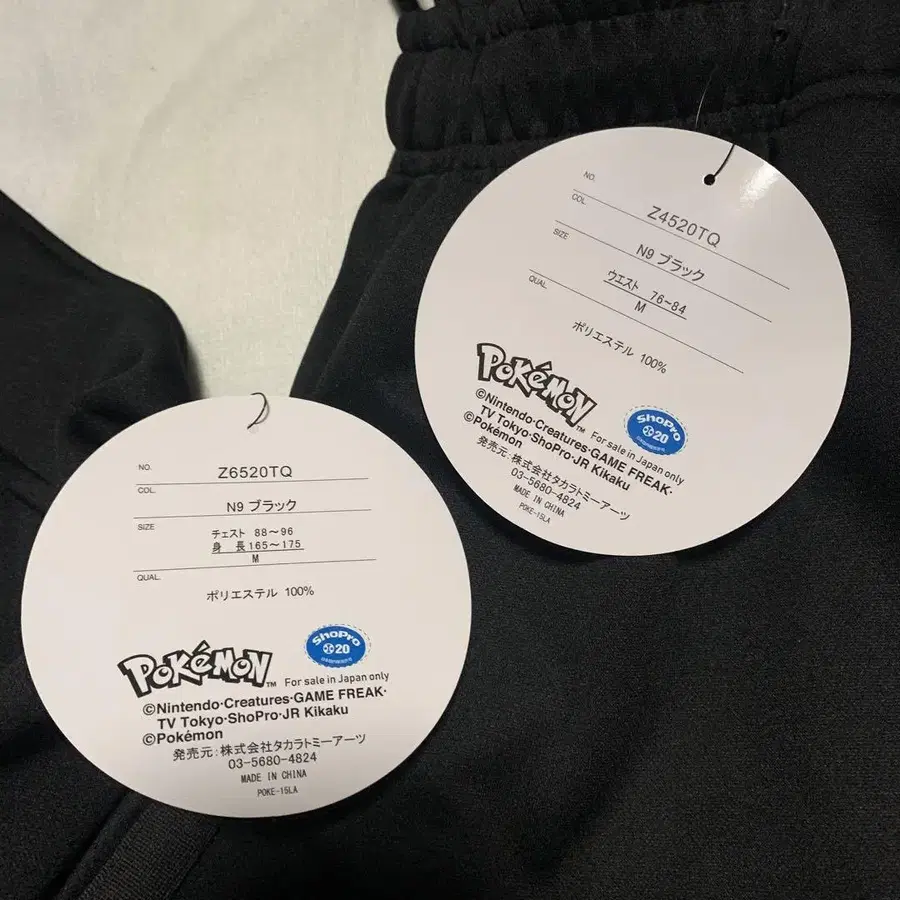 NO.
Z4520TQ
COL.
N9 ブラック
SIZE
ウエスト 76-84
M
QUAL.
ポリエステル 100%
POKéMON™
For sale in Japan only
ShoPro
20
©Nintendo·Creatures·GAME FREAK·
TV Tokyo·ShoPro·JR Kikaku
©Pokémon
発売元:株式会社タカラトミーアーツ
03-5680-4824
MADE IN CHINA
POKE-15LA
NO.
Z6520TQ
COL.
N9 ブラック
SIZE
チェスト 88~96
身 長 165~175
M
QUAL.
ポリエステル 100%
POKéMON™
For sale in Japan only
ShoPro
20
©Nintendo·Creatures·GAME FREAK·
TV Tokyo·ShoPro·JR Kikaku
©Pokémon
発売元:株式会社タカラトミーアーツ
03-5680-4824
MADE IN CHINA
POKE-15LA